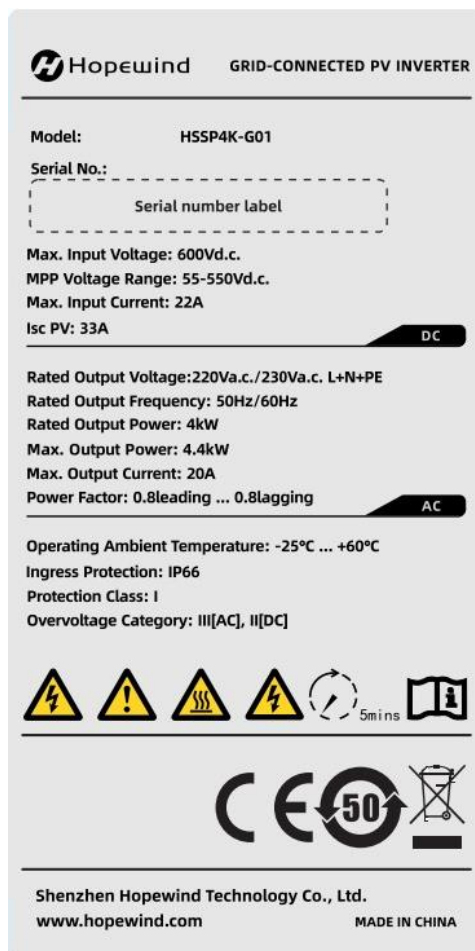 Hopewind GRID-CONNECTED PV INVERTER
Model: HSSP4K-G01
Serial No.:
Serial number label
Max. Input Voltage: 600Vd.c.
MPP Voltage Range: 55-550Vd.c.
Max. Input Current: 22A
Isc PV: 33A
DC
Rated Output Voltage:220Va.c./230Va.c. L+N+PE
Rated Output Frequency: 50Hz/60Hz
Rated Output Power: 4kW
Max. Output Power: 4.4kW
Max. Output Current: 20A
Power Factor: 0.8leading ... 0.8lagging
AC
Operating Ambient Temperature: -25℃ ... +60℃
Ingress Protection: IP66
Protection Class: I
Overvoltage Category: III[AC], II[DC]
5mins
CE 50
Shenzhen Hopewind Technology Co., Ltd.
www.hopewind.com MADE IN CHINA